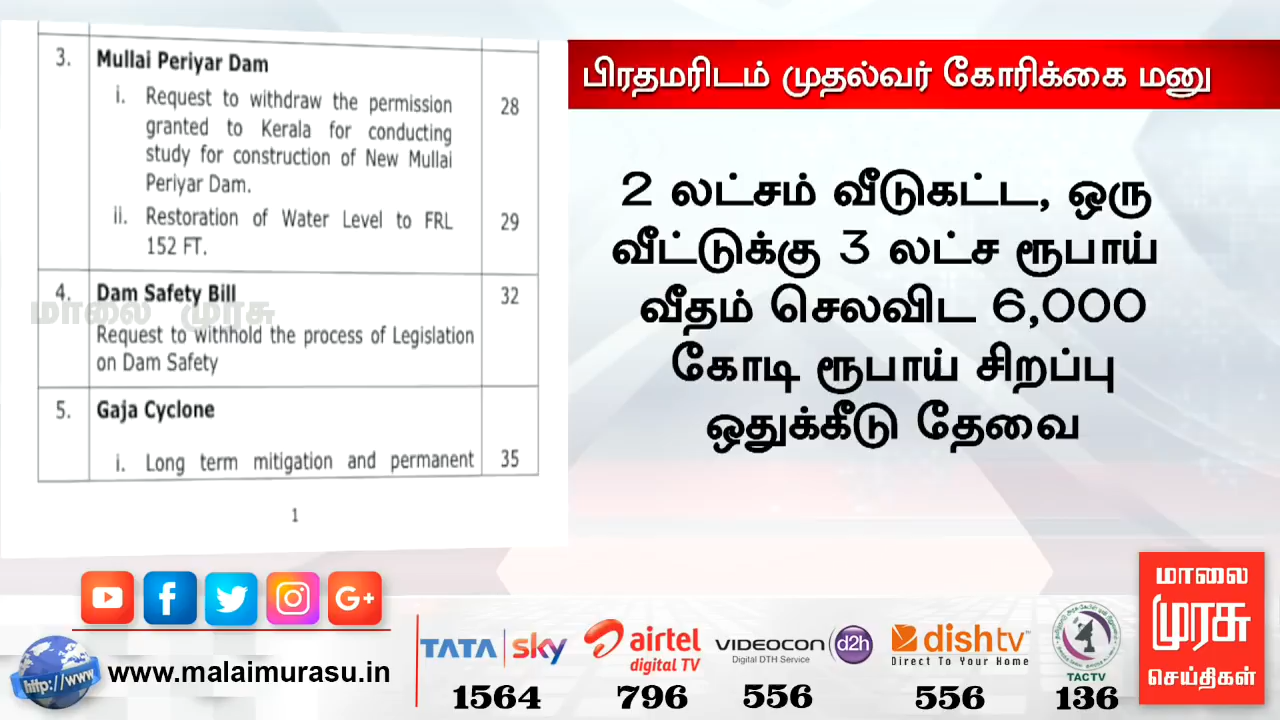 3. Mullai Periyar Dam
i. Request to withdraw the permission 28
granted to Kerala for conducting
study for construction of New Mullai
Periyar Dam.
ii. Restoration of Water Level to FRL 29
152 FT.
4. Dam Safety Bill 32
Request to withhold the process of Legislation
on Dam Safety
5. Gaja Cyclone
i. Long term mitigation and permanent 35
1
மாலை முரசு
பிரதமரிடம் முதல்வர் கோரிக்கை மனு
2 லட்சம் வீடுகட்ட, ஒரு
வீட்டுக்கு 3 லட்ச ரூபாய்
வீதம் செலவிட 6,000
கோடி ரூபாய் சிறப்பு
ஒதுக்கீடு தேவை
http://www
www.malaimurasu.in
TATA sky
1564
airtel
digital TV
796
VIDEOCON d2h
Digital DTH Service
556
dishtv
Direct To Your Home
556
TACTV
136
மாலை
முரசு
செய்திகள்